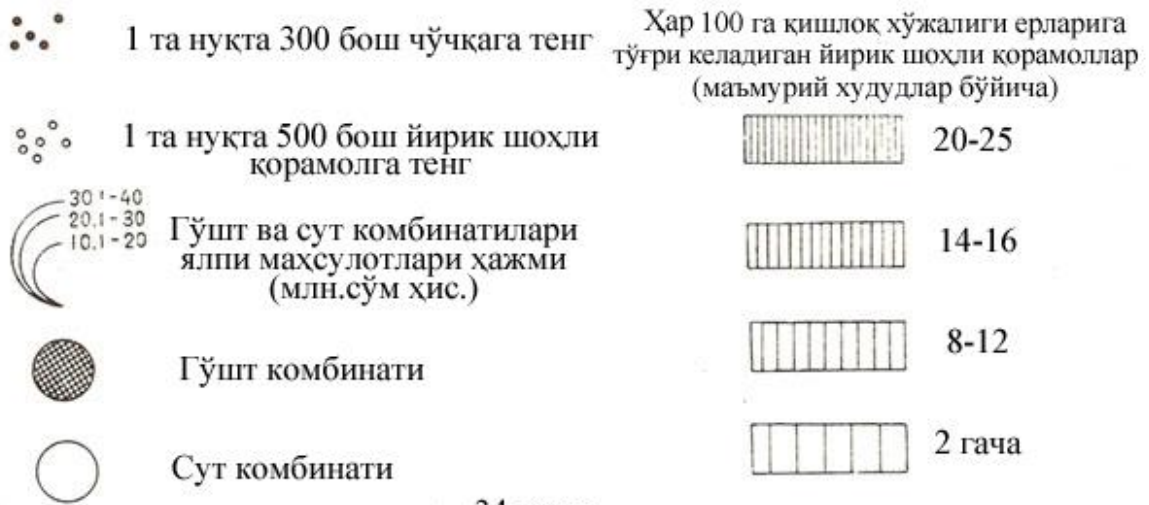 1 та нуқта 300 бош чўчқага тенг
1 та нуқта 500 бош йирик шоҳли
қорамолга тенг
30.1-40
20.1-30
10.1-20
Гўшт ва сут комбинатилари
ялпи маҳсулотлари ҳажми
(млн.сўм ҳис.)
Гўшт комбинати
Сут комбинати
Ҳар 100 га қишлоқ хўжалиги ерларига
тўғри келадиган йирик шоҳли қорамоллар
(маъмурий худудлар бўйича)
20-25
14-16
8-12
2 гача